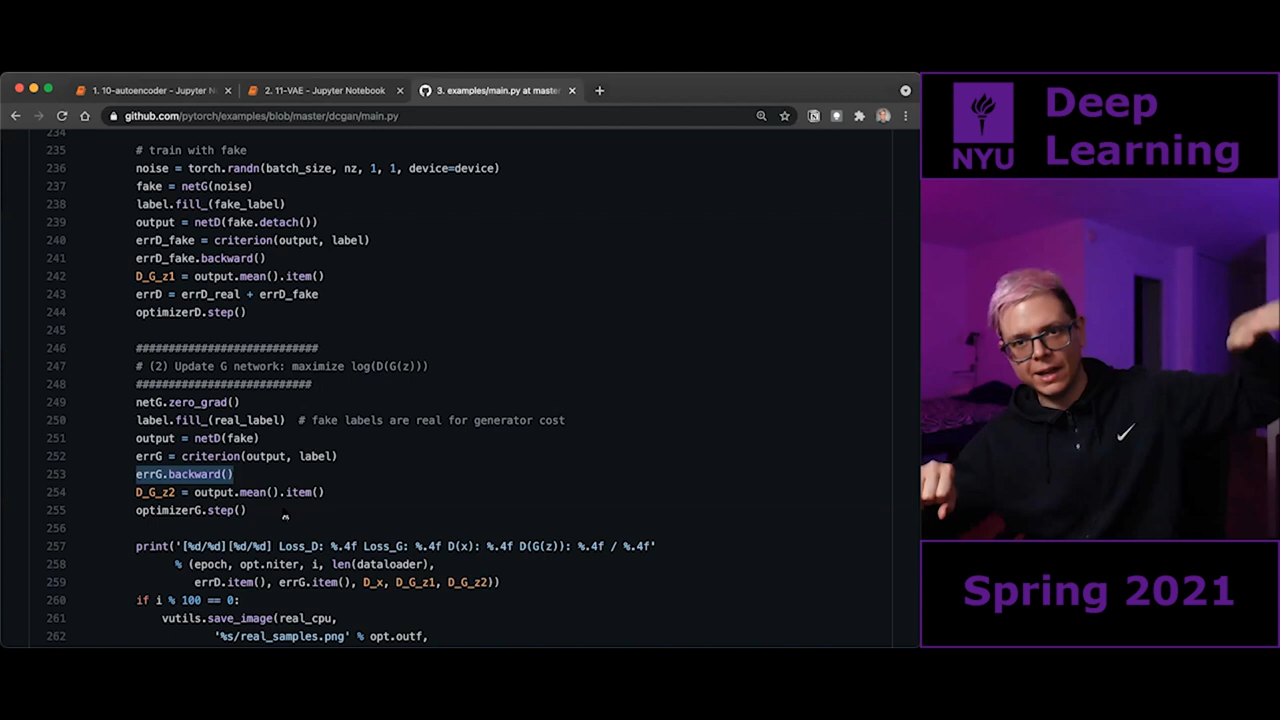 1. 10-autoencoder - Jupyter N
2. 11-VAE - Jupyter Notebook
3. examples/main.py at master
github.com/pytorch/examples/blob/master/dcgan/main.py
234
235 # train with fake
236 noise = torch.randn(batch_size, nz, 1, 1, device=device)
237 fake = netG(noise)
238 label.fill_(fake_label)
239 output = netD(fake.detach())
240 errD_fake = criterion(output, label)
241 errD_fake.backward()
242 D_G_z1 = output.mean().item()
243 errD = errD_real + errD_fake
244 optimizerD.step()
245
246 ############################
247 # (2) Update G network: maximize log(D(G(z)))
248 ###########################
249 netG.zero_grad()
250 label.fill_(real_label)  # fake labels are real for generator cost
251 output = netD(fake)
252 errG = criterion(output, label)
253 errG.backward()
254 D_G_z2 = output.mean().item()
255 optimizerG.step()
256
257 print('[%d/%d][%d/%d] Loss_D: %.4f Loss_G: %.4f D(x): %.4f D(G(z)): %.4f / %.4f'
258 % (epoch, opt.niter, i, len(dataloader),
259 errD.item(), errG.item(), D_x, D_G_z1, D_G_z2))
260 if i % 100 == 0:
261 vutils.save_image(real_cpu,
262 '%s/real_samples.png' % opt.outf,
NYU
Deep
Learning
Spring 2021